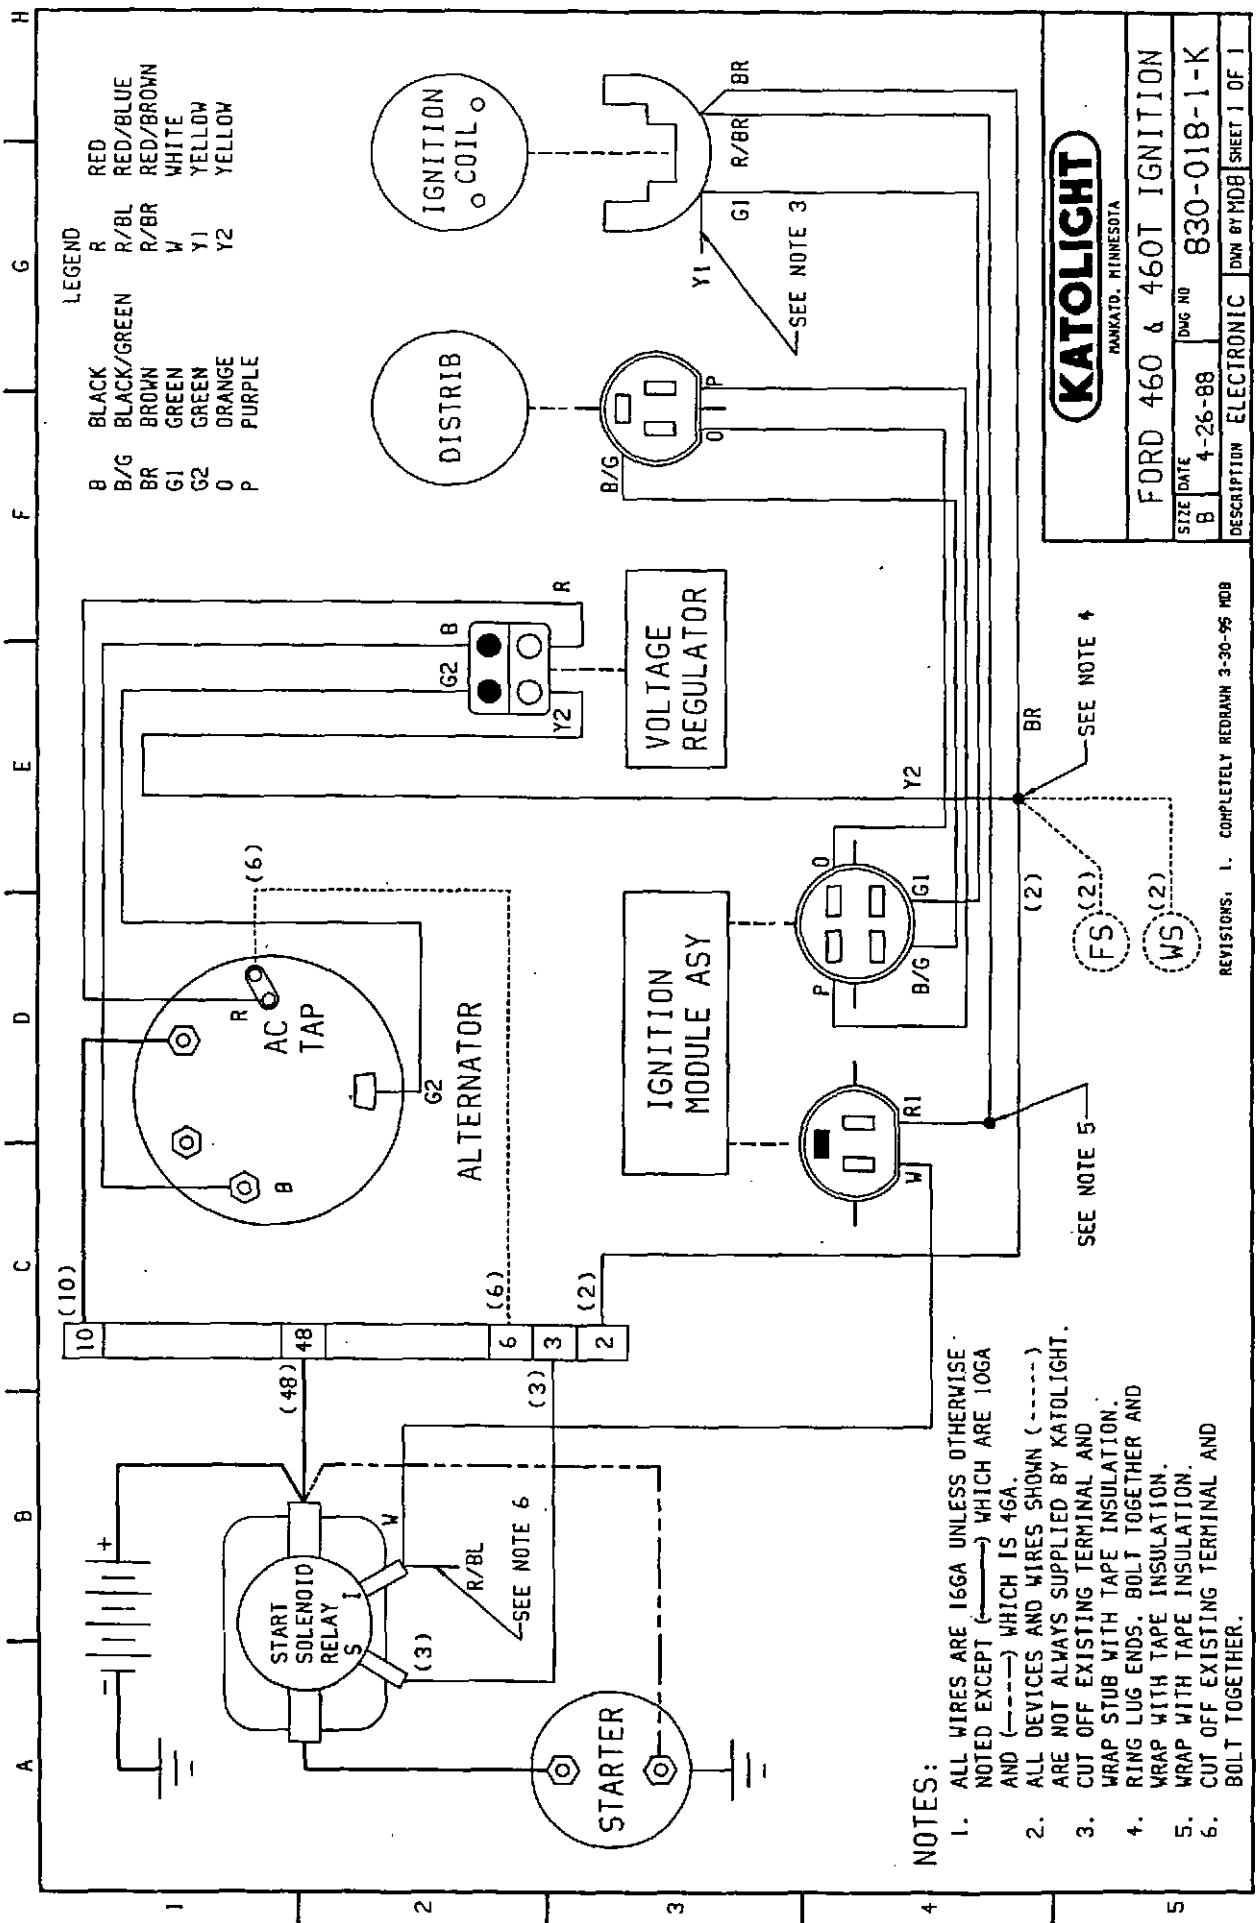 H
G
F
E
D
C
B
A
1
2
3
4
5
LEGEND
B BLACK R RED
B/G BLACK/GREEN R/BL RED/BLUE
BR BROWN R/BR RED/BROWN
G1 GREEN W WHITE
G2 GREEN Y1 YELLOW
O ORANGE Y2 YELLOW
P PURPLE
- +
START
SOLENOID
RELAY
S
I
W
(3)
R/BL
SEE NOTE 6
STARTER
(48)
(3)
10
48
6
3
2
(10)
(6)
(2)
B
R
AC
TAP
G2
ALTERNATOR
(6)
G2
B
Y2
R
VOLTAGE
REGULATOR
DISTRIB
B/G
O
P
IGNITION
COIL
Y1
G1
R/BR
BR
SEE NOTE 3
IGNITION
MODULE ASY
W
R1
P
O
B/G
G1
Y2
(2)
BR
SEE NOTE 4
SEE NOTE 5
FS
(2)
WS
(2)
NOTES:
1. ALL WIRES ARE 16GA UNLESS OTHERWISE
NOTED EXCEPT (——) WHICH ARE 10GA
AND (-----) WHICH IS 4GA.
2. ALL DEVICES AND WIRES SHOWN (-----)
ARE NOT ALWAYS SUPPLIED BY KATOLIGHT.
3. CUT OFF EXISTING TERMINAL AND
WRAP STUB WITH TAPE INSULATION.
4. RING LUG ENDS. BOLT TOGETHER AND
WRAP WITH TAPE INSULATION.
5. WRAP WITH TAPE INSULATION.
6. CUT OFF EXISTING TERMINAL AND
BOLT TOGETHER.
REVISIONS: 1. COMPLETELY REDRAWN 3-30-95 MDB
KATOLIGHT
MANKATO, MINNESOTA
FORD 460 & 460T IGNITION
SIZE B DATE 4-26-88 DWG NO 830-018-1-K
DESCRIPTION ELECTRONIC DWN BY MDB SHEET 1 OF 1